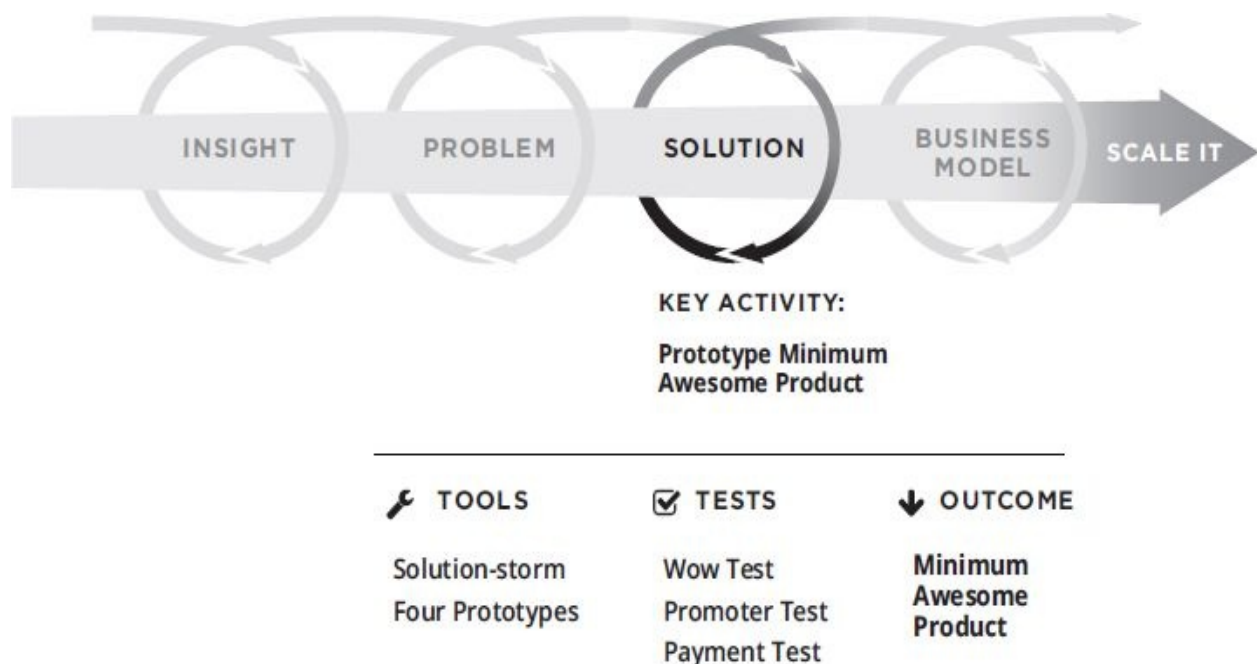 INSIGHT
PROBLEM
SOLUTION
BUSINESS
MODEL
SCALE IT
KEY ACTIVITY:
Prototype Minimum
Awesome Product
TOOLS
Solution-storm
Four Prototypes
TESTS
Wow Test
Promoter Test
Payment Test
OUTCOME
Minimum
Awesome
Product